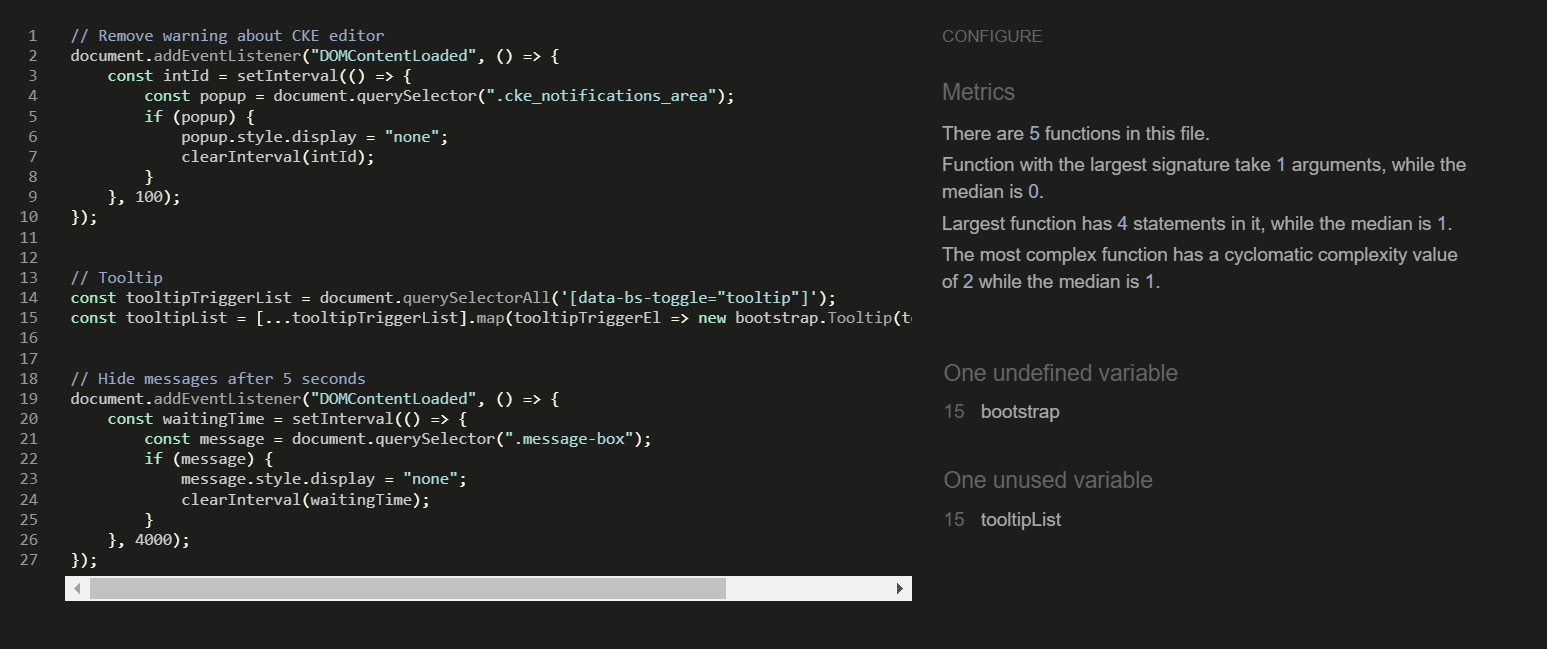 1 // Remove warning about CKE editor
2 document.addEventListener("DOMContentLoaded", () => {
3     const intId = setInterval(() => {
4         const popup = document.querySelector(".cke_notifications_area");
5         if (popup) {
6             popup.style.display = "none";
7             clearInterval(intId);
8         }
9     }, 100);
10 });
11
12
13 // Tooltip
14 const tooltipTriggerList = document.querySelectorAll('[data-bs-toggle="tooltip"]');
15 const tooltipList = [...tooltipTriggerList].map(tooltipTriggerEl => new bootstrap.Tooltip(t
16
17
18 // Hide messages after 5 seconds
19 document.addEventListener("DOMContentLoaded", () => {
20     const waitingTime = setInterval(() => {
21         const message = document.querySelector(".message-box");
22         if (message) {
23             message.style.display = "none";
24             clearInterval(waitingTime);
25         }
26     }, 4000);
27 });
CONFIGURE
Metrics
There are 5 functions in this file.
Function with the largest signature take 1 arguments, while the
median is 0.
Largest function has 4 statements in it, while the median is 1.
The most complex function has a cyclomatic complexity value
of 2 while the median is 1.
One undefined variable
15 bootstrap
One unused variable
15 tooltipList